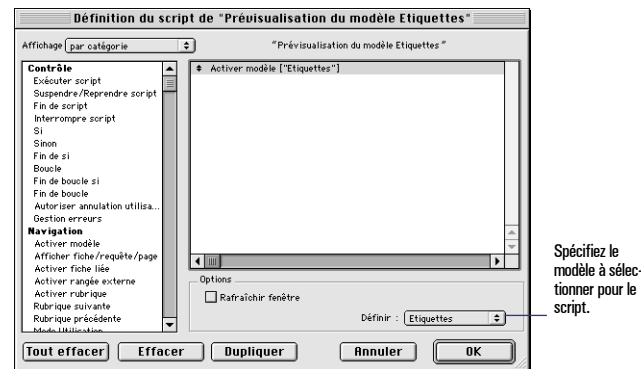 Définition du script de "Prévisualisation du modèle Etiquettes"
Affichage par catégorie
"Prévisualisation du modèle Etiquettes"
Contrôle
Exécuter script
Suspendre/Reprendre script
Fin de script
Interrompre script
Si
Sinon
Fin de si
Boucle
Fin de boucle si
Fin de boucle
Autoriser annulation utilisa...
Gestion erreurs
Navigation
Activer modèle
Afficher fiche/requête/page
Activer fiche liée
Activer rangée externe
Activer rubrique
Rubrique suivante
Rubrique précédente
Mode Utilisation
Activer modèle ["Etiquettes"]
Options
Rafraîchir fenêtre
Définir : Etiquettes
Tout effacer Effacer Dupliquer Annuler OK
Spécifiez le
modèle à sélec-
tionner pour le
script.